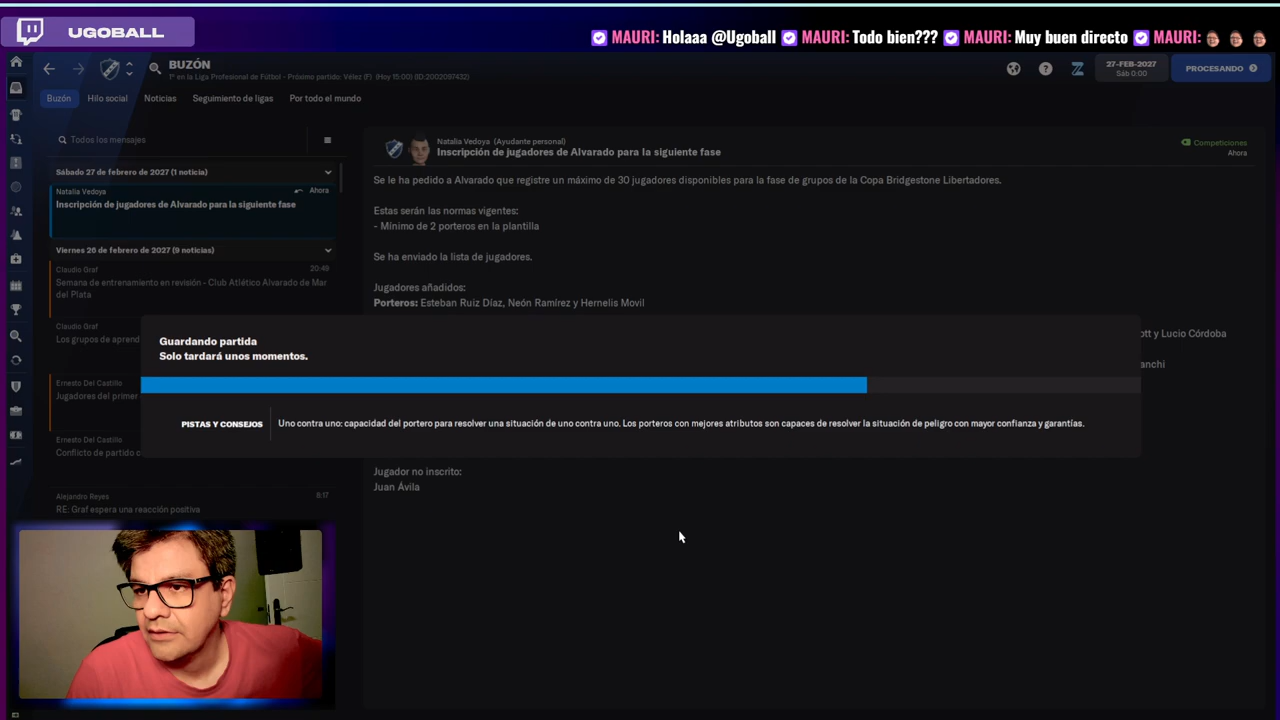 UGOBALL
MAURI: Holaaa @Ugoball MAURI: Todo bien??? MAURI: Muy buen directo MAURI:
BUZÓN
1º en la Liga Profesional de Fútbol - Próximo partido: Vélez (F) (Hoy 15:00) (ID:2002097432)
27-FEB-2027
Sáb 0:00
PROCESANDO
Buzón Hilo social Noticias Seguimiento de ligas Por todo el mundo
Todos los mensajes
Sábado 27 de febrero de 2027 (1 noticia)
Natalia Vedoya Ahora
Inscripción de jugadores de Alvarado para la siguiente fase
Viernes 26 de febrero de 2027 (9 noticias)
Claudio Graf 20:49
Semana de entrenamiento en revisión - Club Atlético Alvarado de Mar
del Plata
Claudio Graf
Los grupos de aprend
Ernesto Del Castillo
Jugadores del primer
Ernesto Del Castillo
Conflicto de partido c
Alejandro Reyes 8:17
RE: Graf espera una reacción positiva
Natalia Vedoya (Ayudante personal)
Inscripción de jugadores de Alvarado para la siguiente fase
Competiciones
Ahora
Se le ha pedido a Alvarado que registre un máximo de 30 jugadores disponibles para la fase de grupos de la Copa Bridgestone Libertadores.
Estas serán las normas vigentes:
- Mínimo de 2 porteros en la plantilla
Se ha enviado la lista de jugadores.
Jugadores añadidos:
Porteros: Esteban Ruiz Díaz, Neón Ramírez y Hernelis Movil
ott y Lucio Córdoba
anchi
Guardando partida
Solo tardará unos momentos.
PISTAS Y CONSEJOS
Uno contra uno: capacidad del portero para resolver una situación de uno contra uno. Los porteros con mejores atributos son capaces de resolver la situación de peligro con mayor confianza y garantías.
Jugador no inscrito:
Juan Ávila